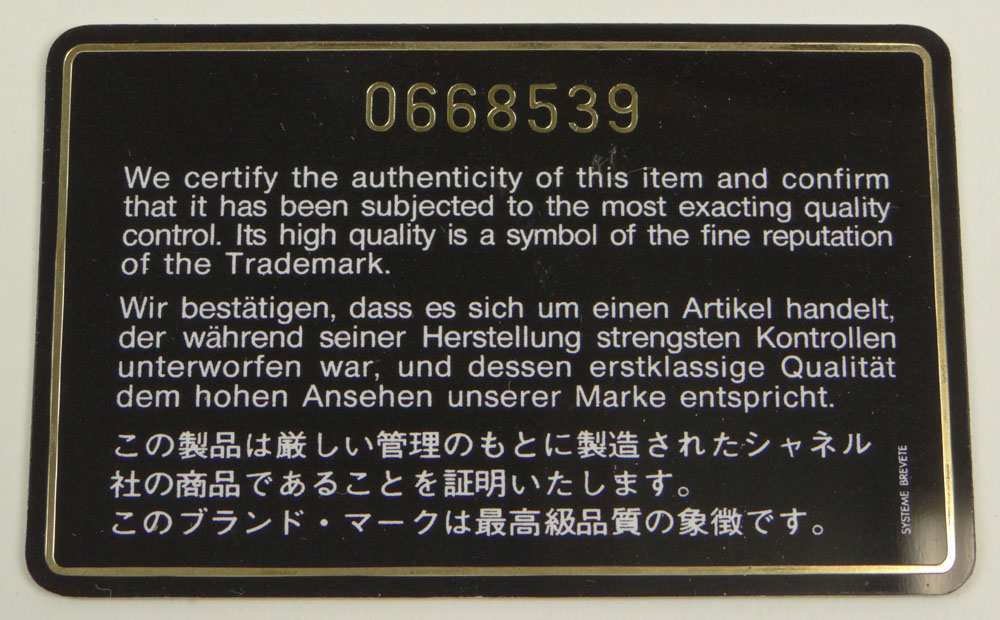 0668539
We certify the authenticity of this item and confirm
that it has been subjected to the most exacting quality
control. Its high quality is a symbol of the fine reputation
of the Trademark.
Wir bestätigen, dass es sich um einen Artikel handelt,
der während seiner Herstellung strengsten Kontrollen
unterworfen war, und dessen erstklassige Qualität
dem hohen Ansehen unserer Marke entspricht.
この製品は厳しい管理のもとに製造されたシャネル
社の商品であることを証明いたします。
このブランド・マークは最高級品質の象徴です。
SYSTEME BREVETE